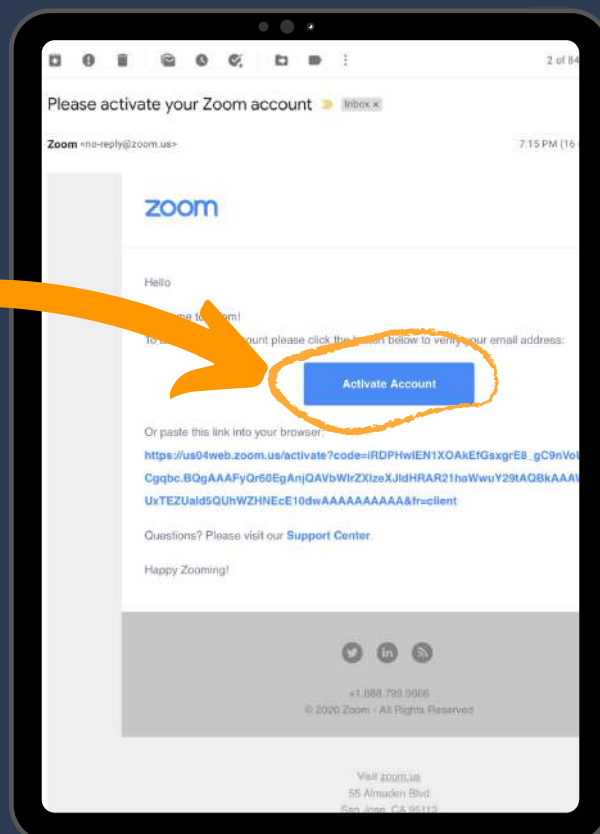 2 of 84
Please activate your Zoom account Inbox x
Zoom <no-reply@zoom.us> 7:15 PM (16
zoom
Hello
me to om!
To a ount please click the button below to verify your email address:
Activate Account
Or paste this link into your browser:
https://us04web.zoom.us/activate?code=iRDPHwIEN1XOAkEfGsxgrE8_gC9nVol
Cgqbc.BQgAAAFyQr60EgAnjQAVbWlrZXIzeXJldHRAR21haWwuY29tAQBkAAAW
UxTEZUald5QUhWZHNEcE10dwAAAAAAAAAA&fr=client
Questions? Please visit our Support Center.
Happy Zooming!
in
+1.888.799.9666
© 2020 Zoom - All Rights Reserved
Visit zoom.us
55 Almaden Blvd
San Jose, CA 95113